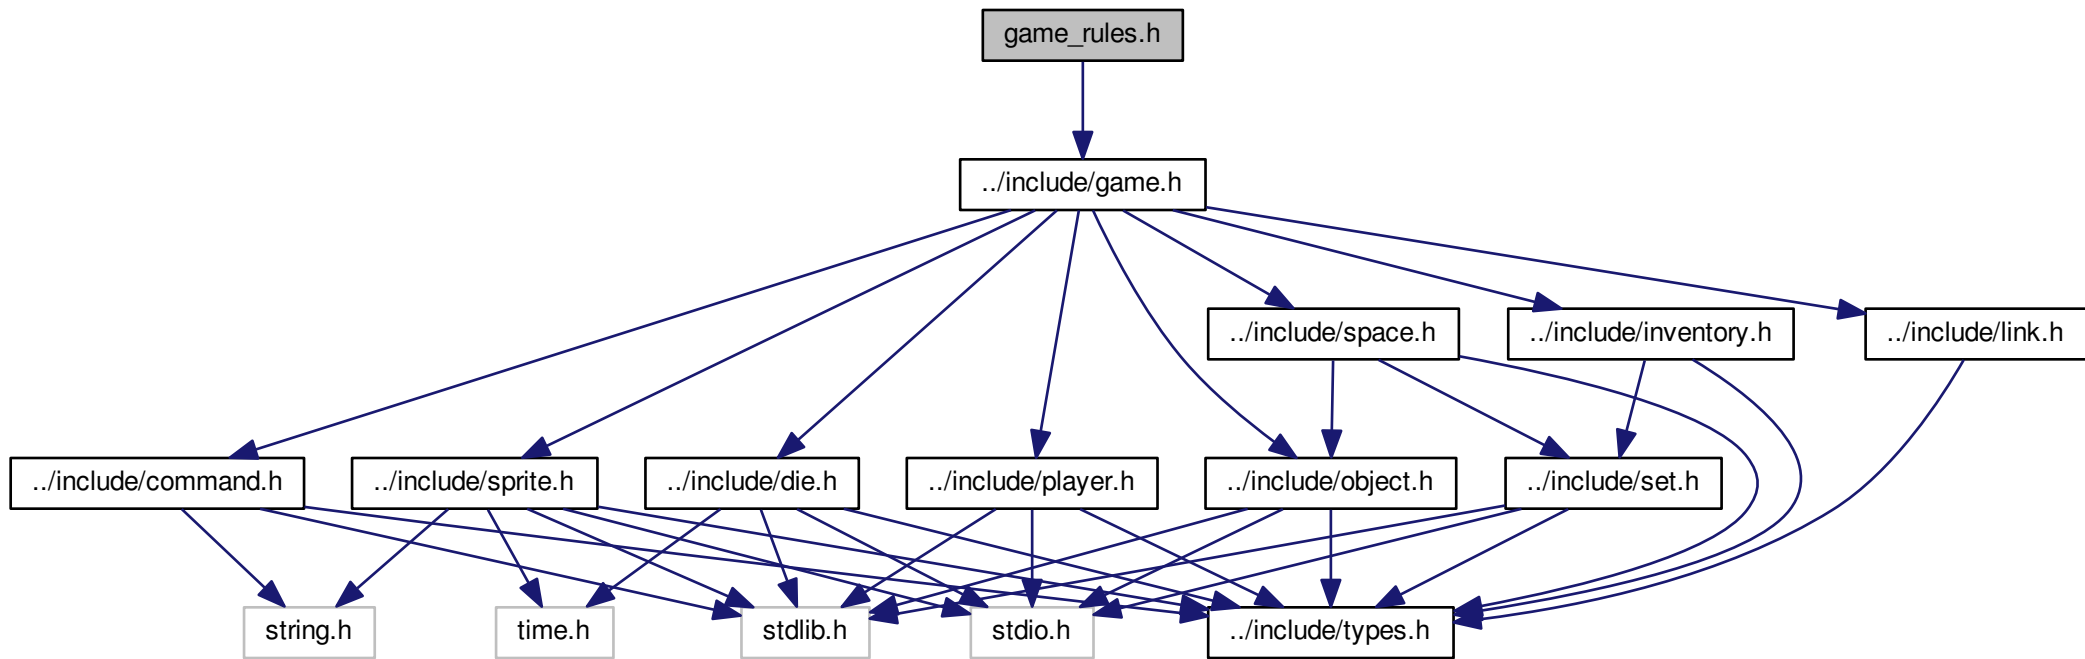 game_rules.h
../include/game.h
../include/space.h
../include/inventory.h
../include/link.h
../include/command.h
../include/sprite.h
../include/die.h
../include/player.h
../include/object.h
../include/set.h
string.h
time.h
stdlib.h
stdio.h
../include/types.h